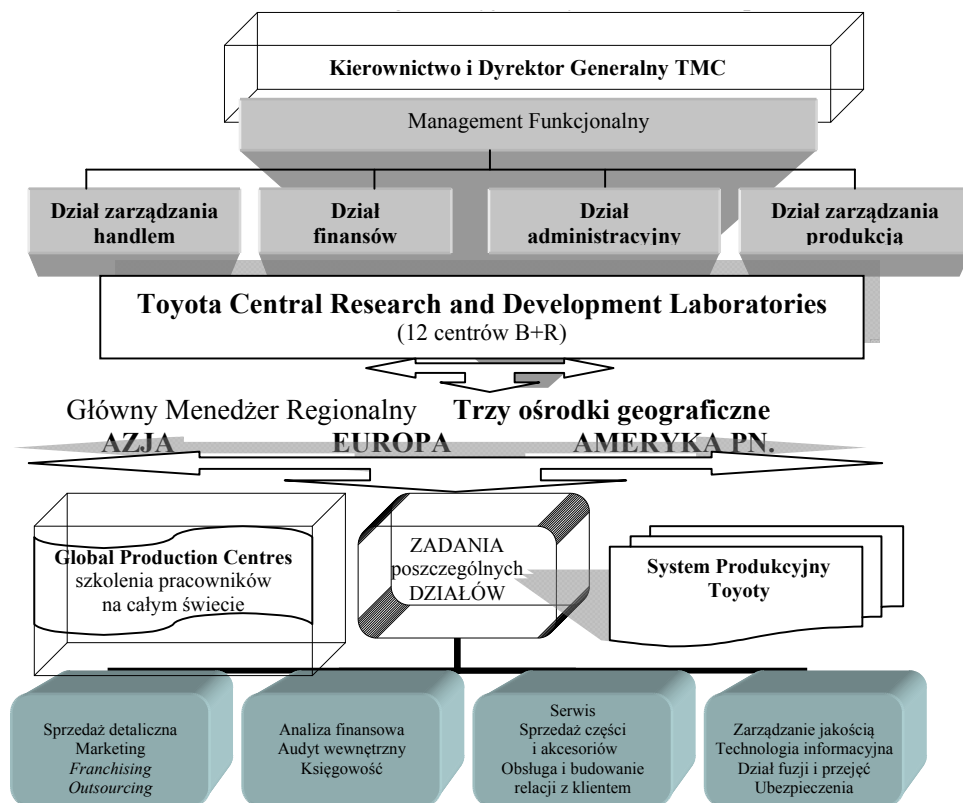 Kierownictwo i Dyrektor Generalny TMC
Management Funkcjonalny
Dział zarządzania
handlem
Dział
finansów
Dział
administracyjny
Dział zarządzania
produkcją
Toyota Central Research and Development Laboratories
(12 centrów B+R)
Główny Menedżer Regionalny Trzy ośrodki geograficzne
AZJA EUROPA AMERYKA PN.
Global Production Centres
szkolenia pracowników
na całym świecie
ZADANIA
poszczególnych
DZIAŁÓW
System Produkcyjny
Toyoty
Sprzedaż detaliczna
Marketing
Franchising
Outsourcing
Analiza finansowa
Audyt wewnętrzny
Księgowość
Serwis
Sprzedaż części
i akcesoriów
Obsługa i budowanie
relacji z klientem
Zarządzanie jakością
Technologia informacyjna
Dział fuzji i przejęć
Ubezpieczenia